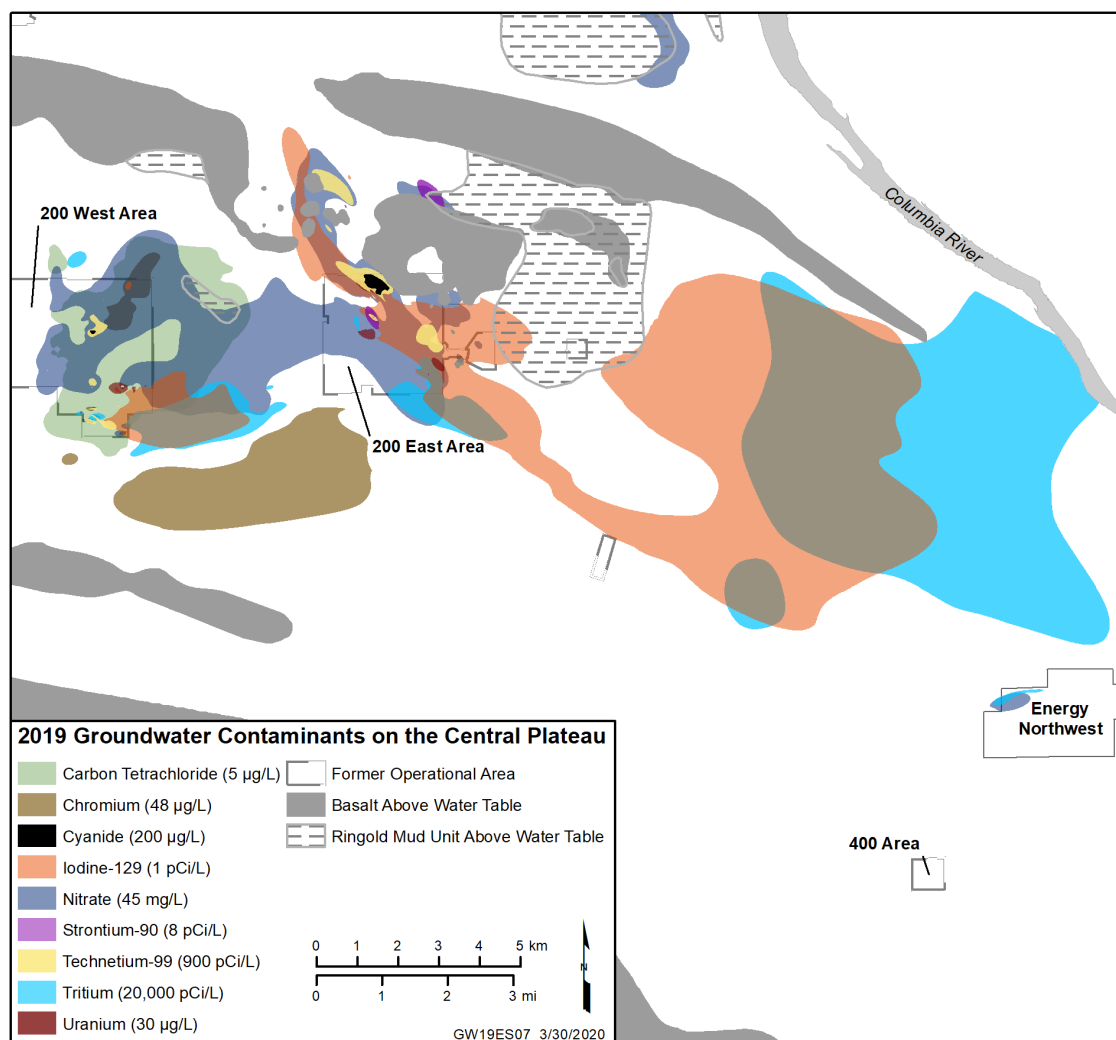 Columbia River
200 West Area
200 East Area
Energy
Northwest
400 Area
2019 Groundwater Contaminants on the Central Plateau
Carbon Tetrachloride (5 µg/L)
Chromium (48 µg/L)
Cyanide (200 µg/L)
Iodine-129 (1 pCi/L)
Nitrate (45 mg/L)
Strontium-90 (8 pCi/L)
Technetium-99 (900 pCi/L)
Tritium (20,000 pCi/L)
Uranium (30 µg/L)
Former Operational Area
Basalt Above Water Table
Ringold Mud Unit Above Water Table
0 1 2 3 4 5 km
0 1 2 3 mi
N
GW19ES07 3/30/2020